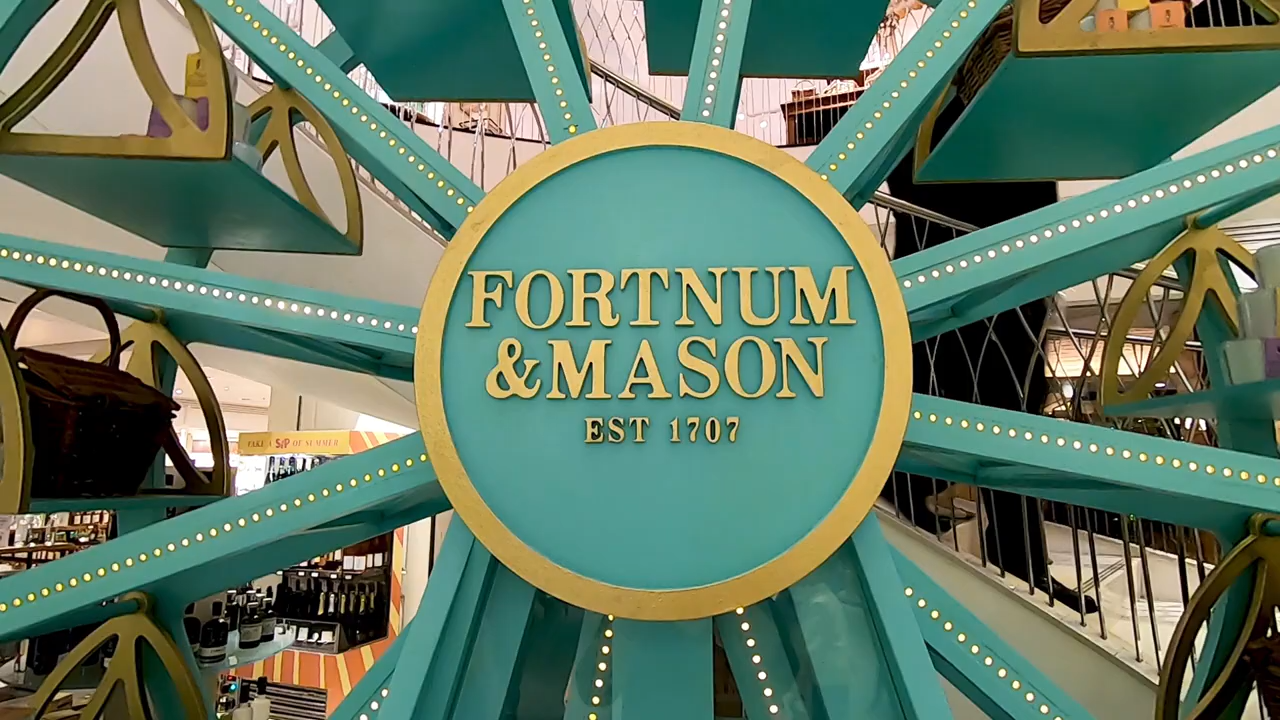 FORTNUM
&MASON
EST 1707
TAKE A SIP OF SUMMER